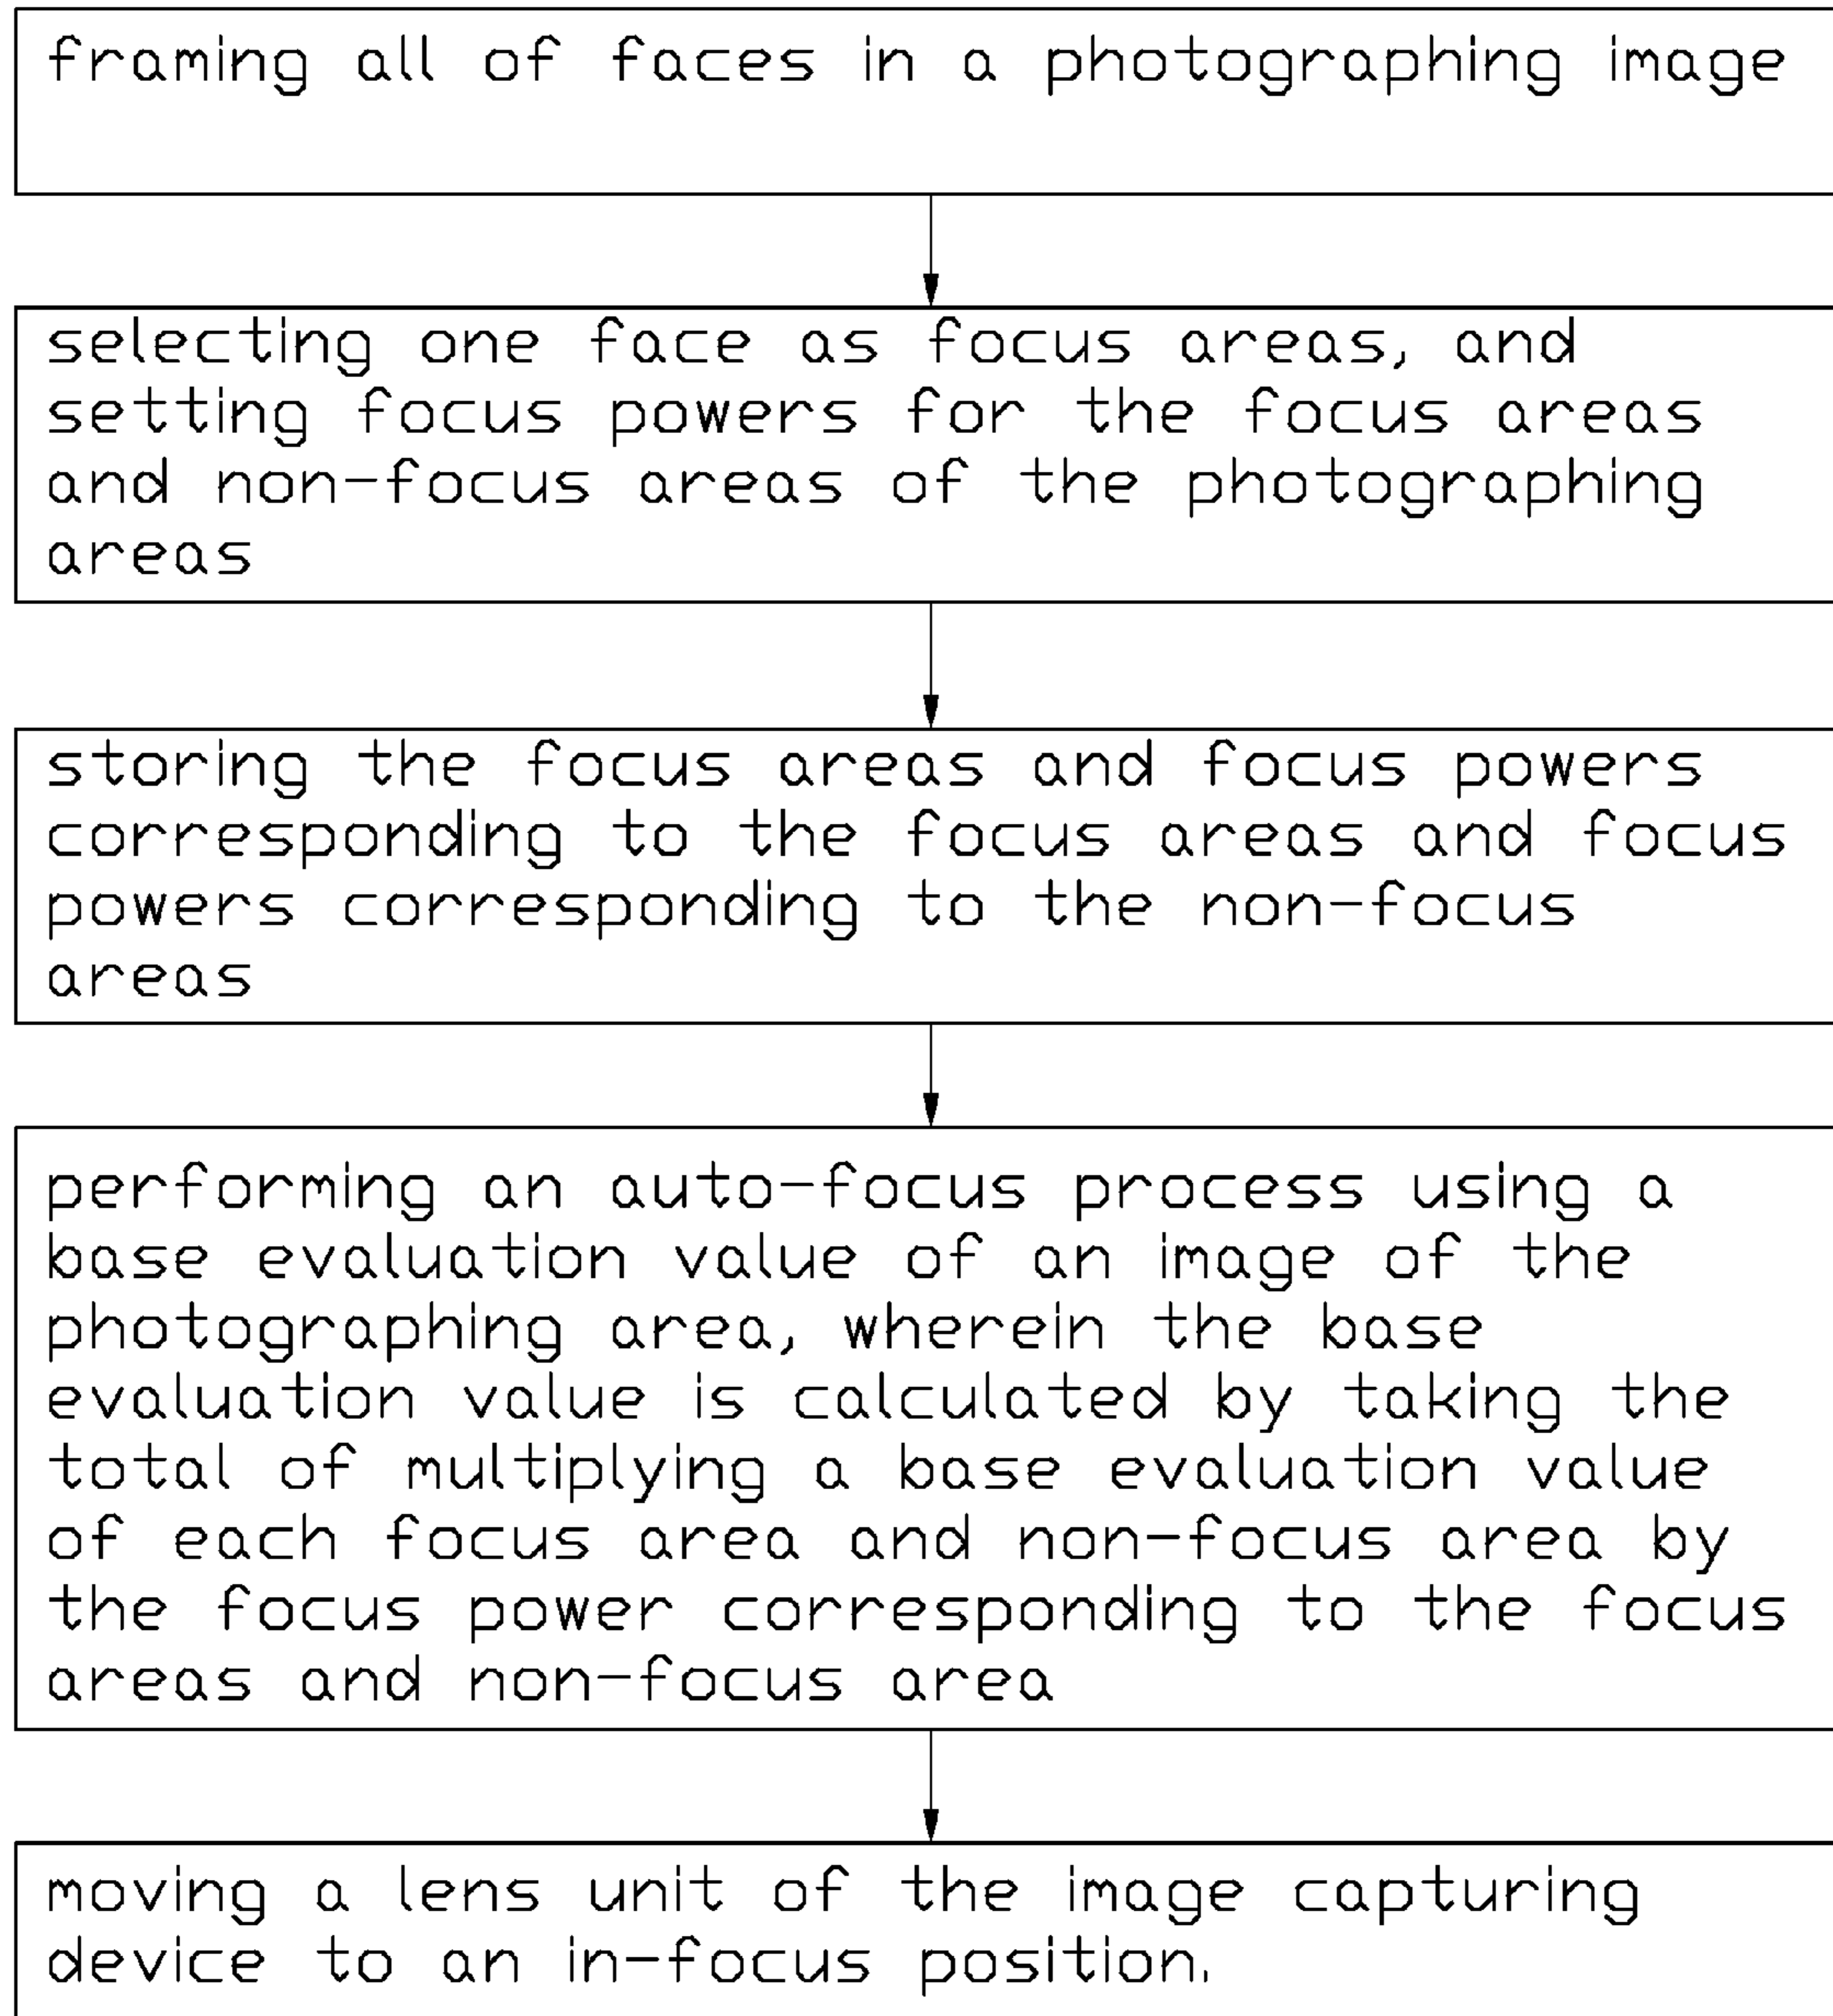 framing all of faces in a photographing image
selecting one face as focus areas, and
setting focus powers for the focus areas
and non-focus areas of the photographing
areas
storing the focus areas and focus powers
corresponding to the focus areas and focus
powers corresponding to the non-focus
areas
performing an auto-focus process using a
base evaluation value of an image of the
photographing area, wherein the base
evaluation value is calculated by taking the
total of multiplying a base evaluation value
of each focus area and non-focus area by
the focus power corresponding to the focus
areas and non-focus area
moving a lens unit of the image capturing
device to an in-focus position.